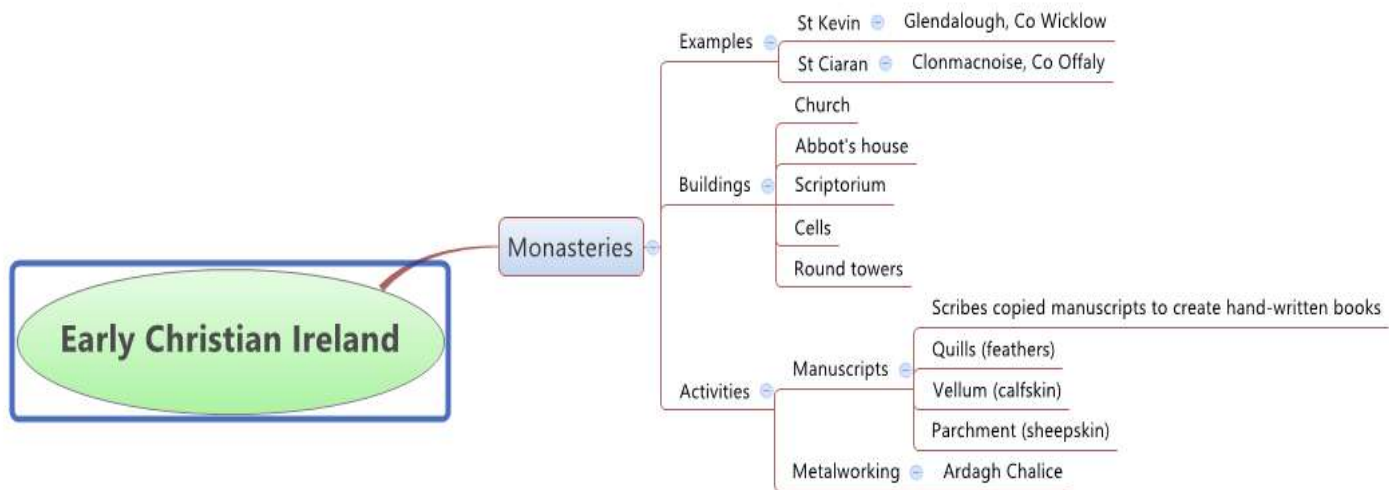 Early Christian Ireland
Monasteries
Examples
St Kevin
Glendalough, Co Wicklow
St Ciaran
Clonmacnoise, Co Offaly
Buildings
Church
Abbot's house
Scriptorium
Cells
Round towers
Activities
Manuscripts
Scribes copied manuscripts to create hand-written books
Quills (feathers)
Vellum (calfskin)
Parchment (sheepskin)
Metalworking
Ardagh Chalice